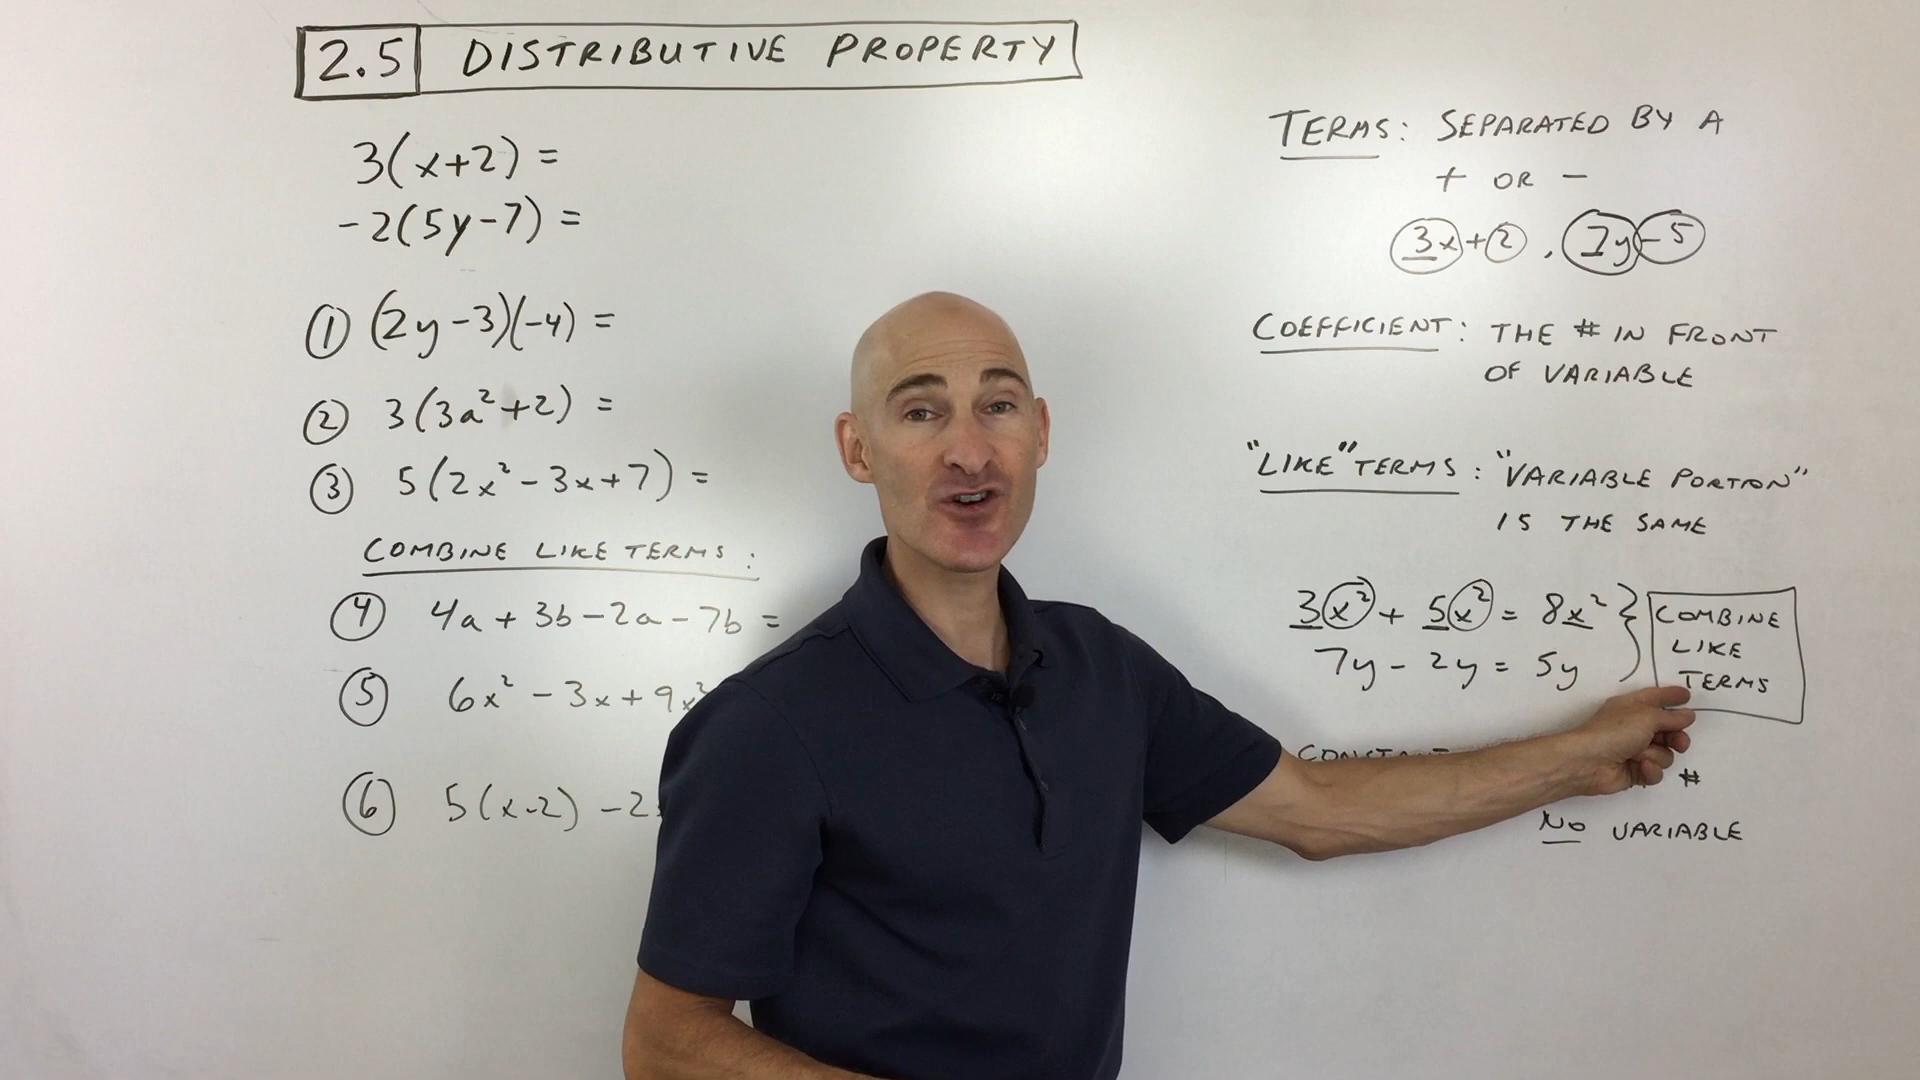 2.5 DISTRIBUTIVE PROPERTY
3(x+2) =
-2(5y-7) =
① (2y-3)(-4) =
② 3(3a²+2) =
③ 5(2x²-3x+7) =
COMBINE LIKE TERMS:
④ 4a + 3b - 2a - 7b =
⑤ 6x² - 3x + 9x²
⑥ 5(x-2) - 2
TERMS: SEPARATED BY A
+ OR -
3x+2, 7y-5
COEFFICIENT: THE # IN FRONT
OF VARIABLE
"LIKE" TERMS: "VARIABLE PORTION"
IS THE SAME
3x² + 5x² = 8x²
7y - 2y = 5y
COMBINE
LIKE
TERMS
#
NO VARIABLE